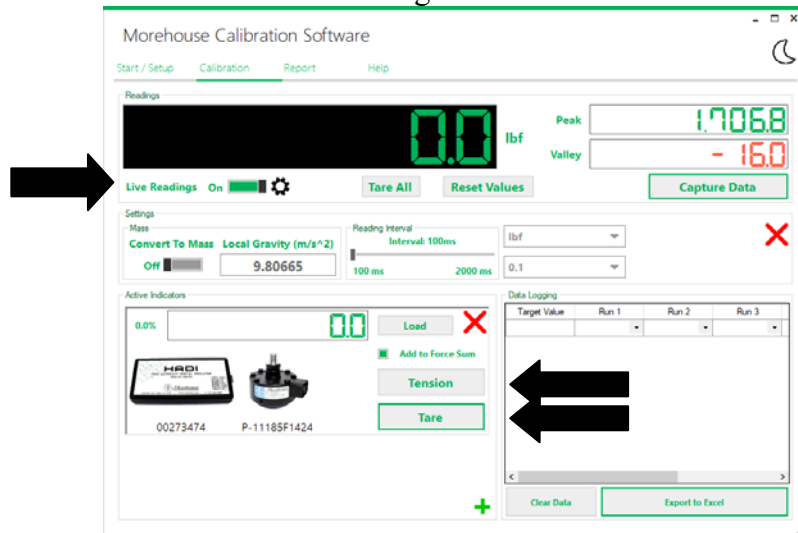 Morehouse Calibration Software
Start / Setup Calibration Report Help
Readings
0.0 lbf
Peak 1,706.8
Valley - 16.0
Live Readings On Tare All Reset Values Capture Data
Settings
Mass
Convert To Mass Local Gravity (m/s^2)
Off 9.80665
Reading Interval
Interval: 100ms
100 ms 2000 ms
lbf
0.1
Active Indicators
0.0% 0.0 Load
Add to Force Sum
HADI
Tension
Tare
00273474 P-11185F1424
Data Logging
Target Value Run 1 Run 2 Run 3
Clear Data Export to Excel